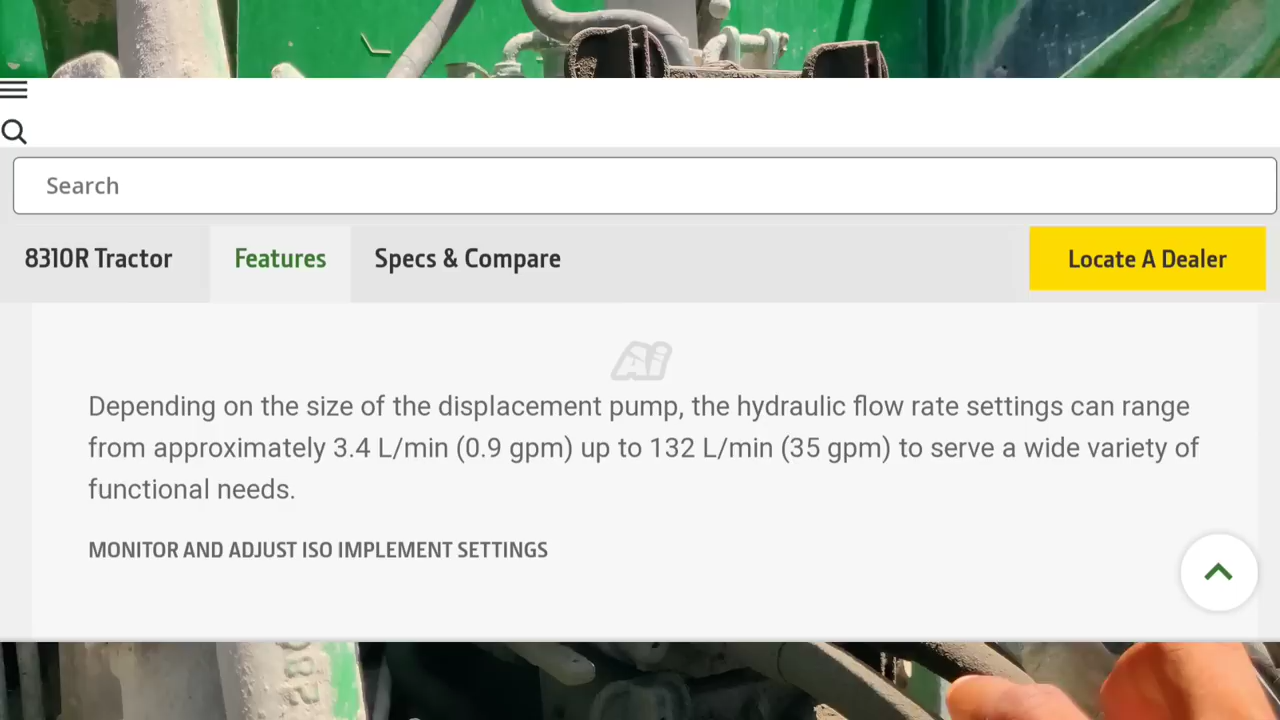 Search
8310R Tractor
Features
Specs & Compare
Locate A Dealer
Ai
Depending on the size of the displacement pump, the hydraulic flow rate settings can range
from approximately 3.4 L/min (0.9 gpm) up to 132 L/min (35 gpm) to serve a wide variety of
functional needs.
MONITOR AND ADJUST ISO IMPLEMENT SETTINGS